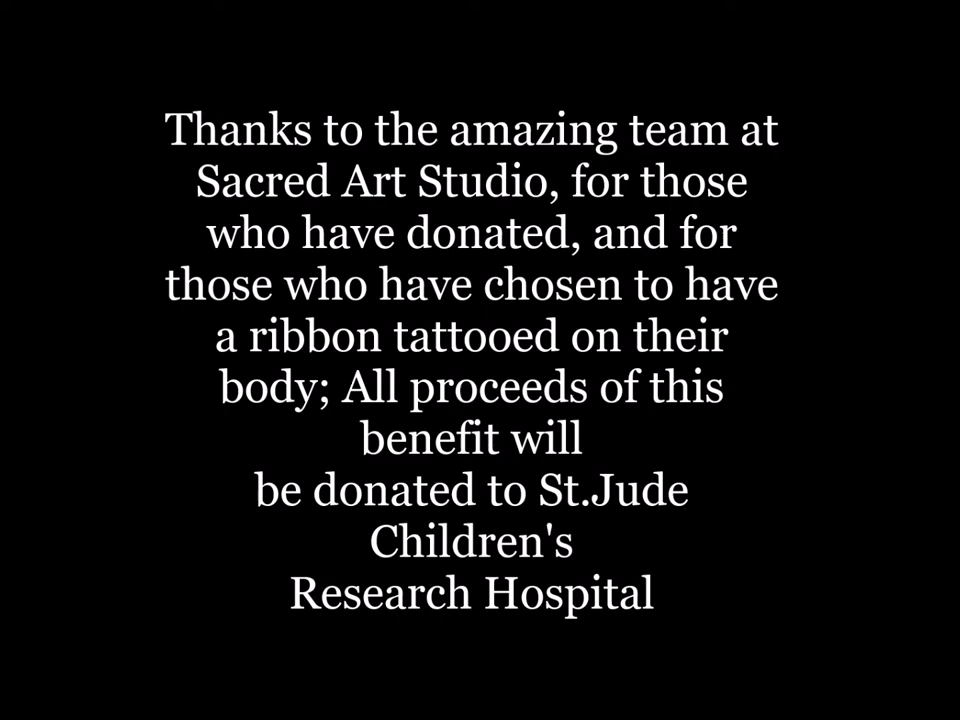 Thanks to the amazing team at
Sacred Art Studio, for those
who have donated, and for
those who have chosen to have
a ribbon tattooed on their
body; All proceeds of this
benefit will
be donated to St.Jude
Children's
Research Hospital